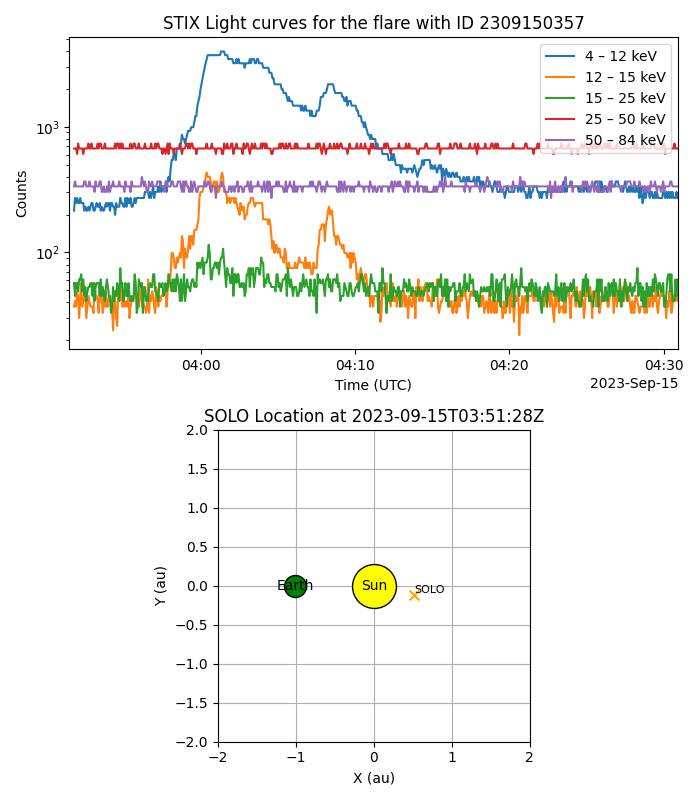 STIX Light curves for the flare with ID 2309150357
4 – 12 keV
12 – 15 keV
15 – 25 keV
25 – 50 keV
50 – 84 keV
10³
10²
Counts
04:00 04:10 04:20 04:30
Time (UTC)
2023-Sep-15
SOLO Location at 2023-09-15T03:51:28Z
2.0
1.5
1.0
0.5
0.0
−0.5
−1.0
−1.5
−2.0
Y (au)
Earth
Sun
SOLO
−2 −1 0 1 2
X (au)